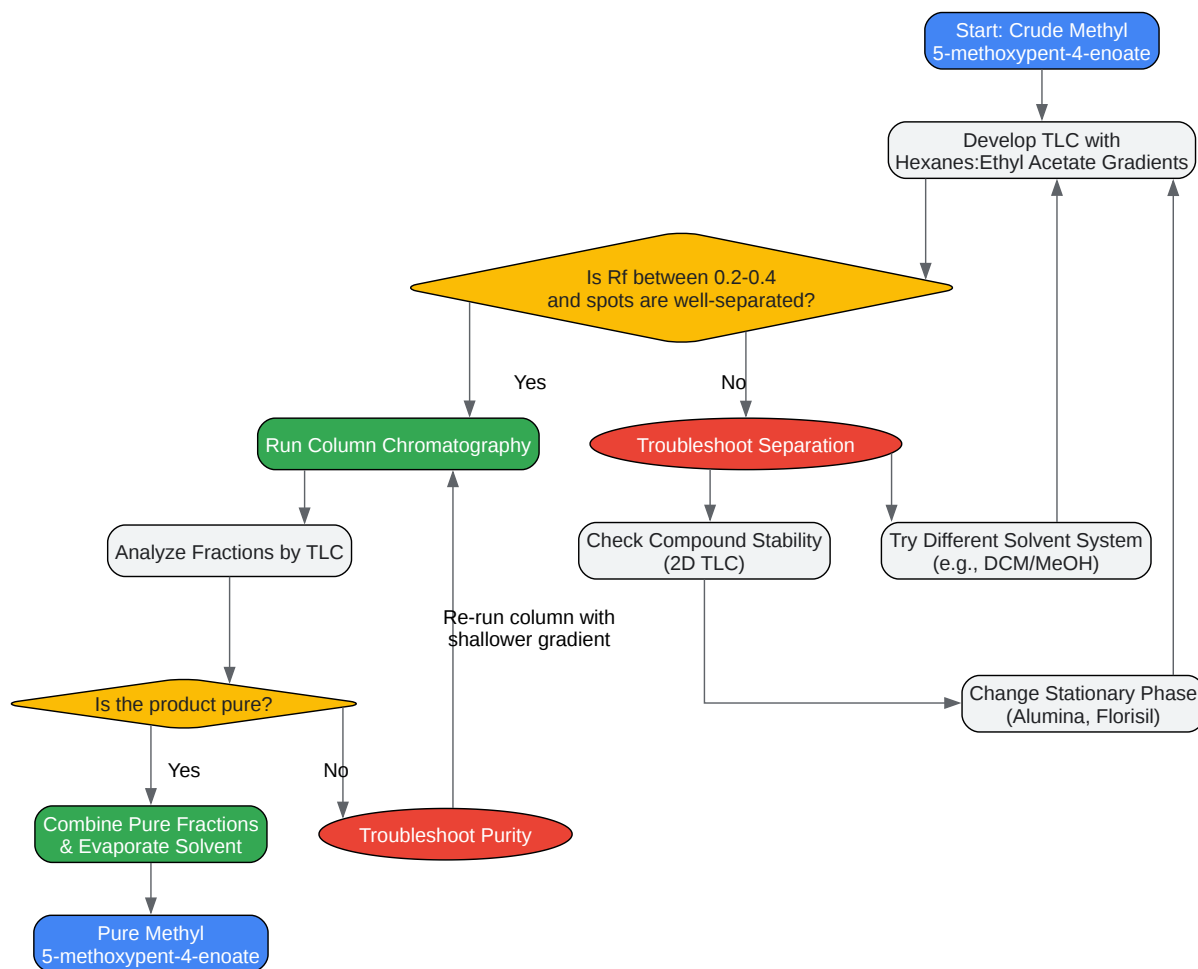 Start: Crude Methyl
5-methoxypent-4-enoate
Develop TLC with
Hexanes:Ethyl Acetate Gradients
Is Rf between 0.2-0.4
and spots are well-separated?
Yes
No
Run Column Chromatography
Troubleshoot Separation
Analyze Fractions by TLC
Check Compound Stability
(2D TLC)
Try Different Solvent System
(e.g., DCM/MeOH)
Re-run column with
shallower gradient
Is the product pure?
Change Stationary Phase
(Alumina, Florisil)
Yes
No
Combine Pure Fractions
& Evaporate Solvent
Troubleshoot Purity
Pure Methyl
5-methoxypent-4-enoate